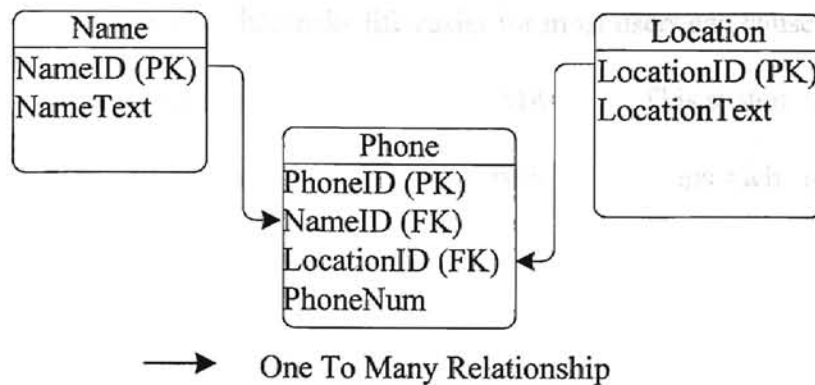 Name
NameID (PK)
NameText
Location
LocationID (PK)
LocationText
Phone
PhoneID (PK)
NameID (FK)
LocationID (FK)
PhoneNum
One To Many Relationship